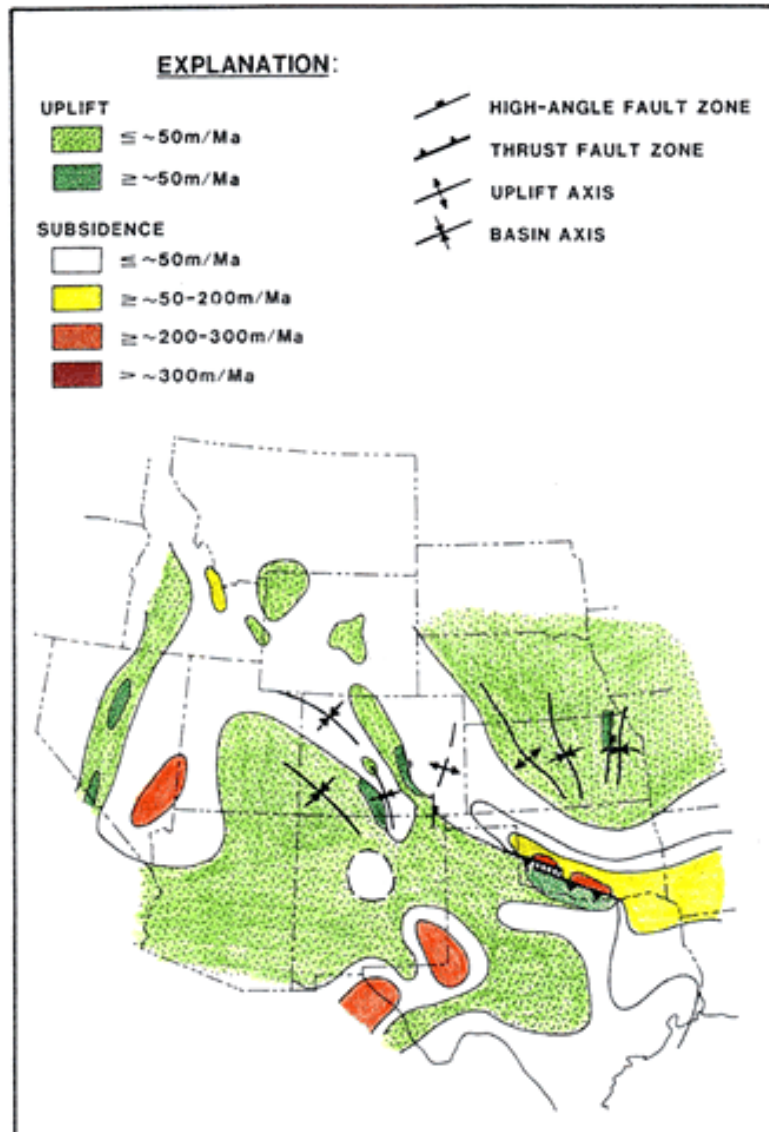 EXPLANATION:
UPLIFT
≦ ~50m/Ma
≧ ~50m/Ma
SUBSIDENCE
≦ ~50m/Ma
≧ ~50-200m/Ma
≧ ~200-300m/Ma
> ~300m/Ma
HIGH-ANGLE FAULT ZONE
THRUST FAULT ZONE
UPLIFT AXIS
BASIN AXIS